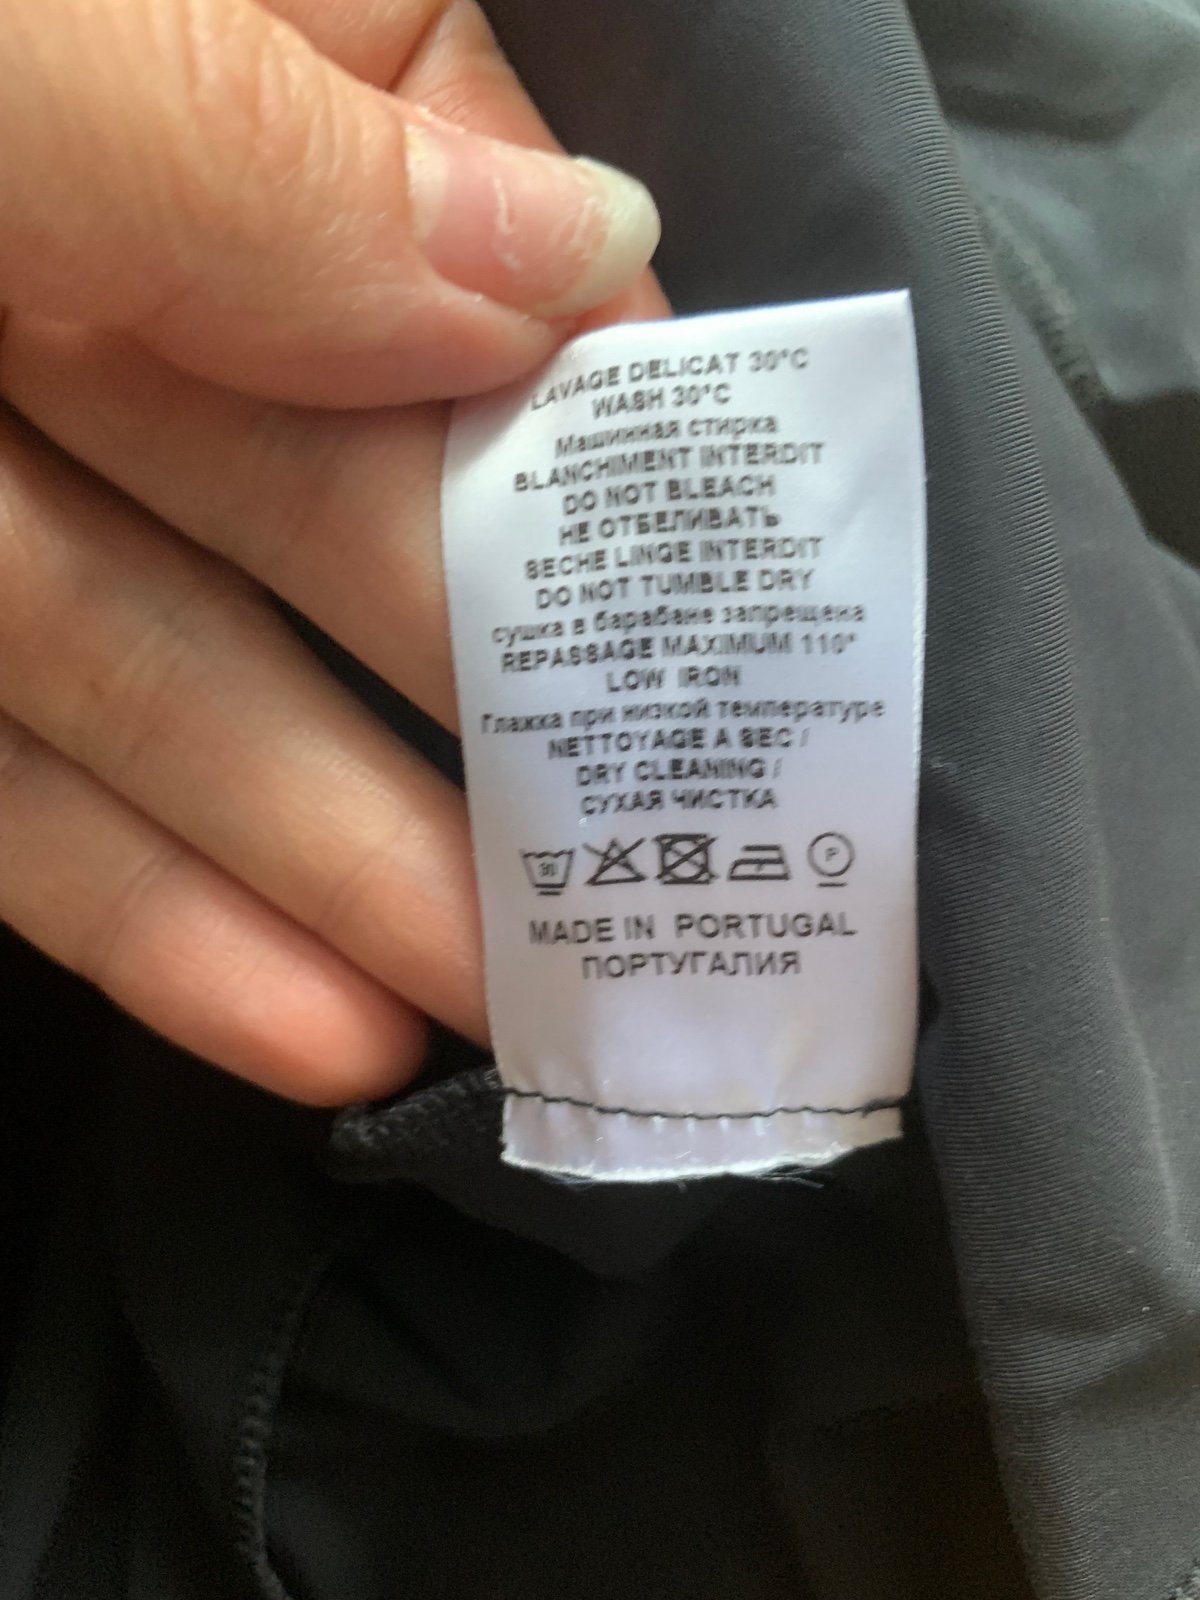 LAVAGE DELICAT 30°C
WASH 30°C
Машинная стирка
BLANCHIMENT INTERDIT
DO NOT BLEACH
НЕ ОТБЕЛИВАТЬ
SECHE LINGE INTERDIT
DO NOT TUMBLE DRY
сушка в барабане запрещена
REPASSAGE MAXIMUM 110°
LOW IRON
Глажка при низкой температуре
NETTOYAGE A SEC /
DRY CLEANING /
СУХАЯ ЧИСТКА
30 P
MADE IN PORTUGAL
ПОРТУГАЛИЯ